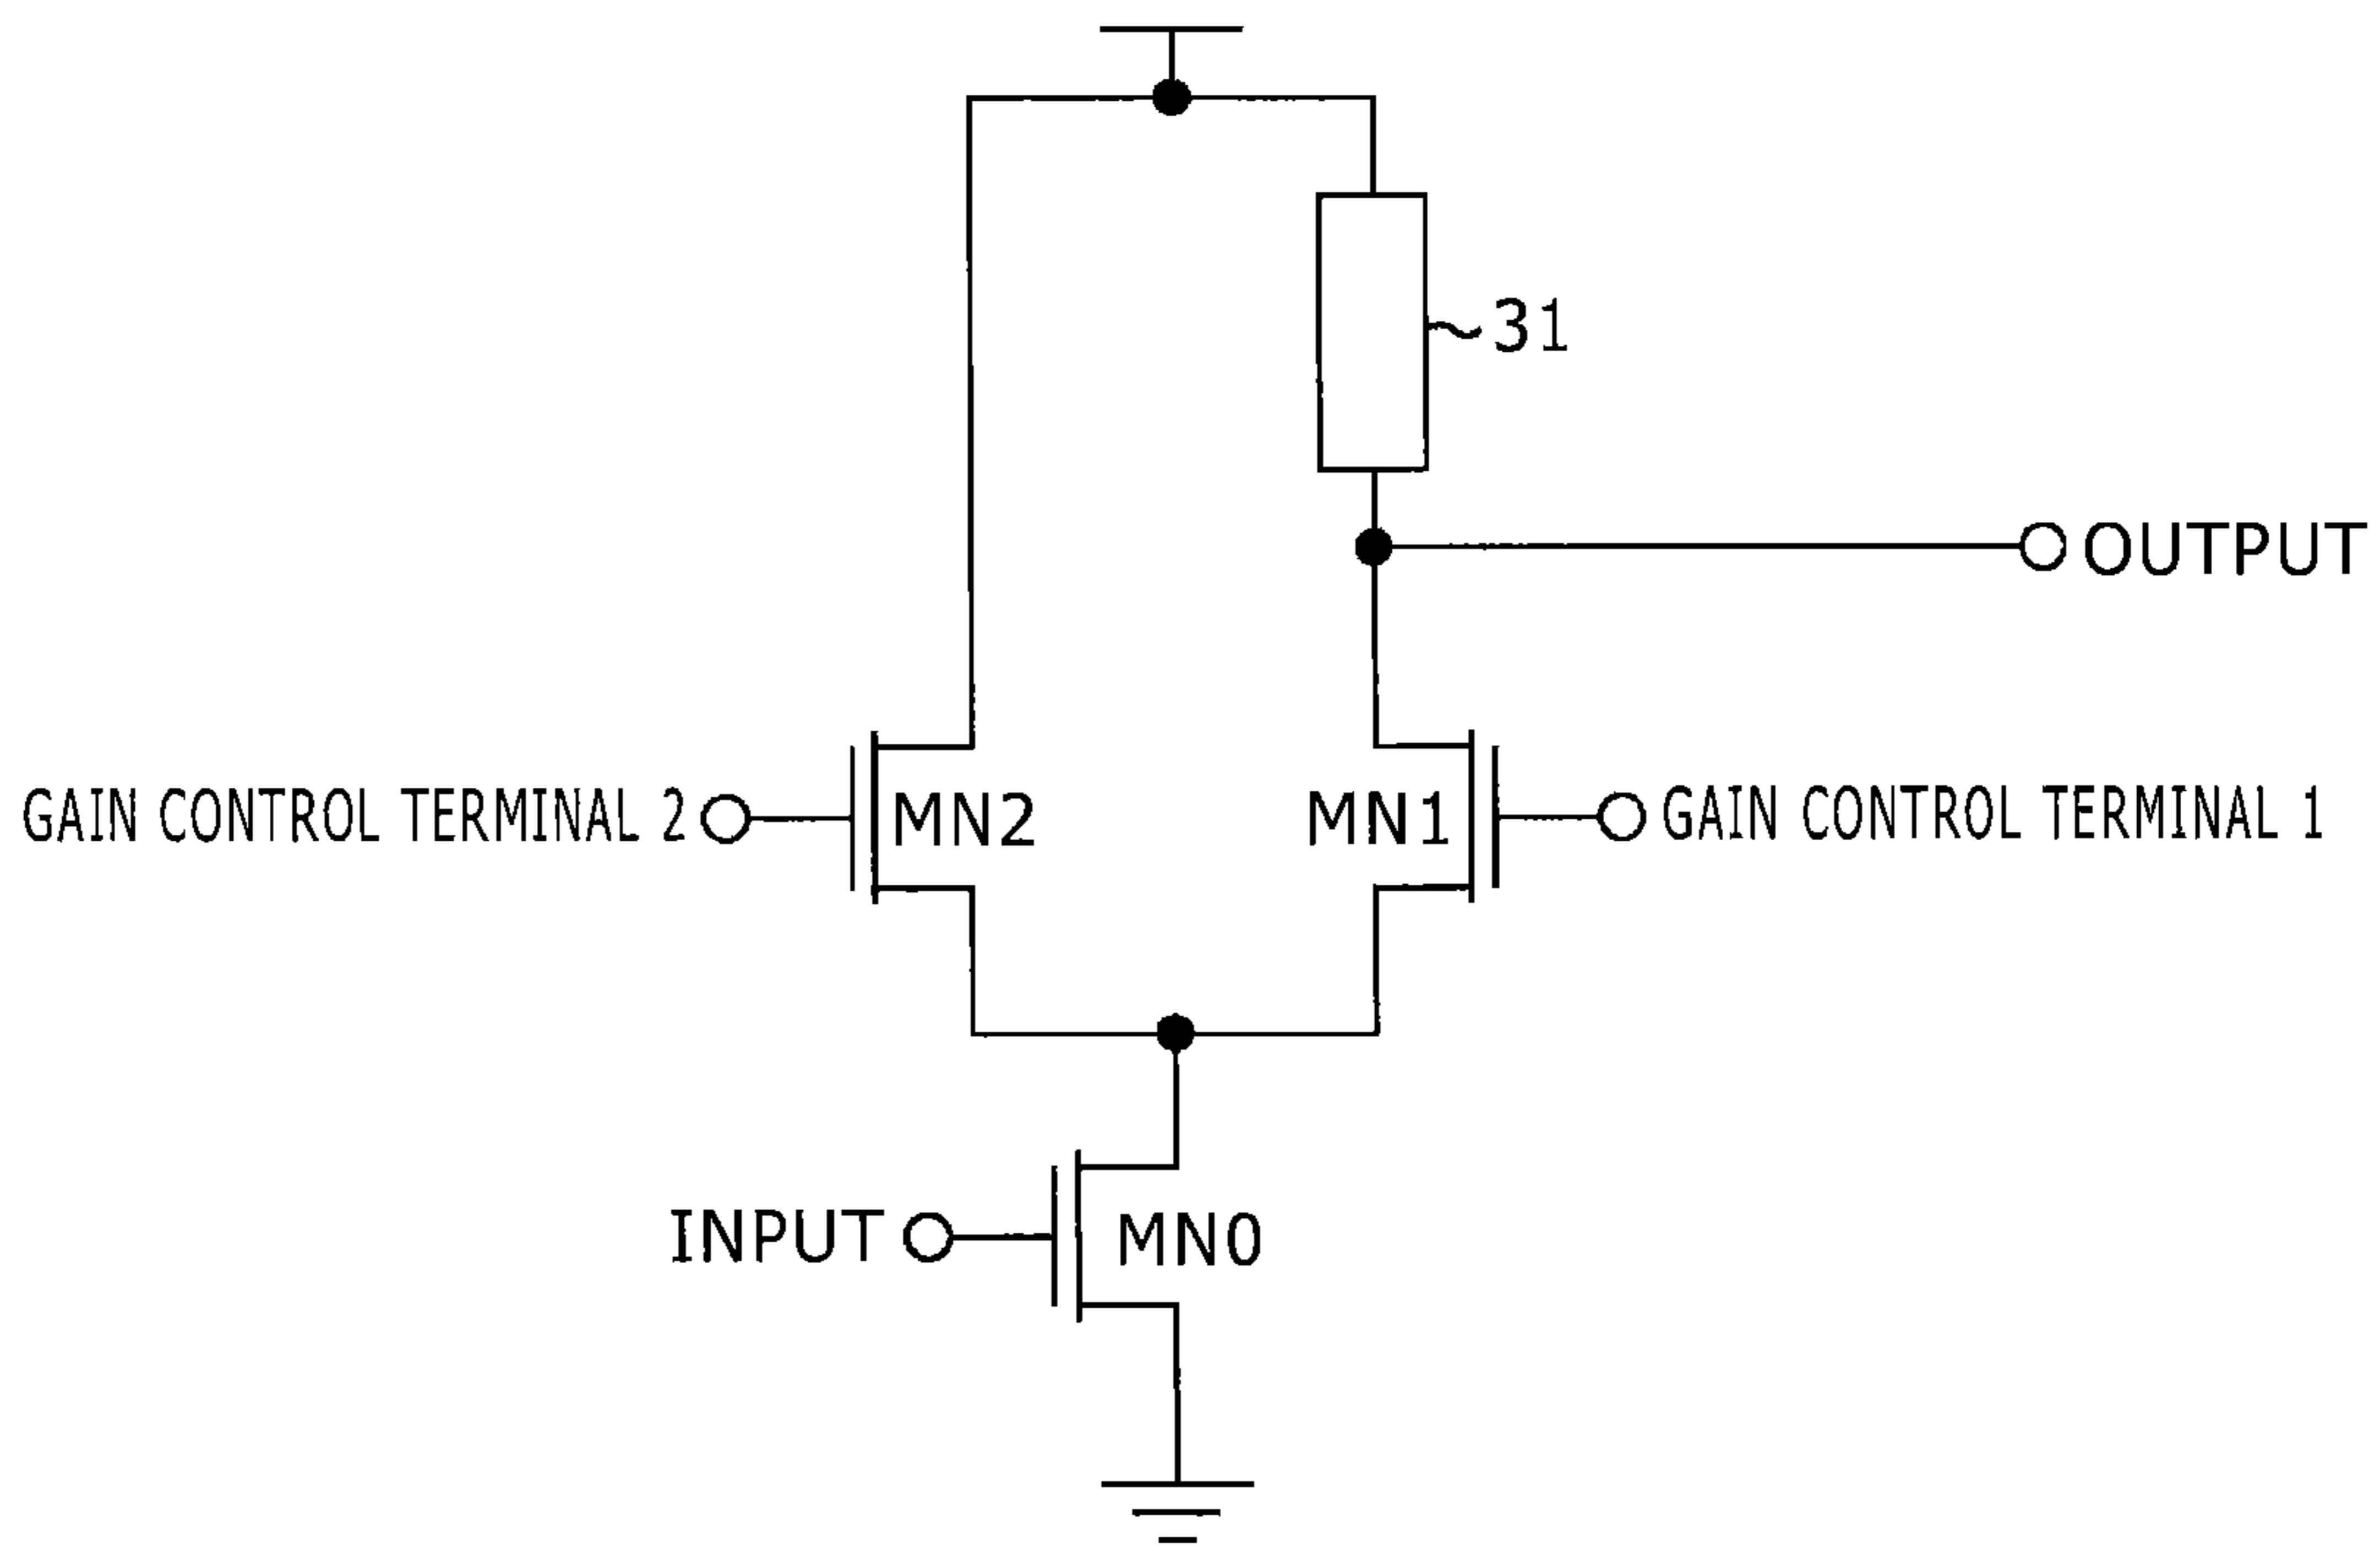 31
OUTPUT
GAIN CONTROL TERMINAL 2
MN2
MN1
GAIN CONTROL TERMINAL 1
INPUT
MN0